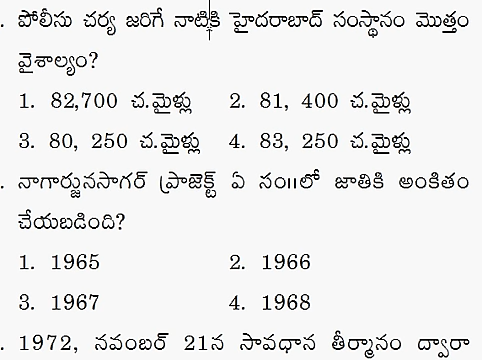 . పోలీసు చర్య జరిగే నాటికి హైదరాబాద్ సంస్థానం మొత్తం
వైశాల్యం?
1. 82,700 చ.మైళ్లు 2. 81, 400 చ.మైళ్లు
3. 80, 250 చ.మైళ్లు 4. 83, 250 చ.మైళ్లు
. నాగార్జునసాగర్ ప్రాజెక్ట్ ఏ సం॥లో జాతికి అంకితం
చేయబడింది?
1. 1965 2. 1966
3. 1967 4. 1968
. 1972, నవంబర్ 21న సావధాన తీర్మానం ద్వారా